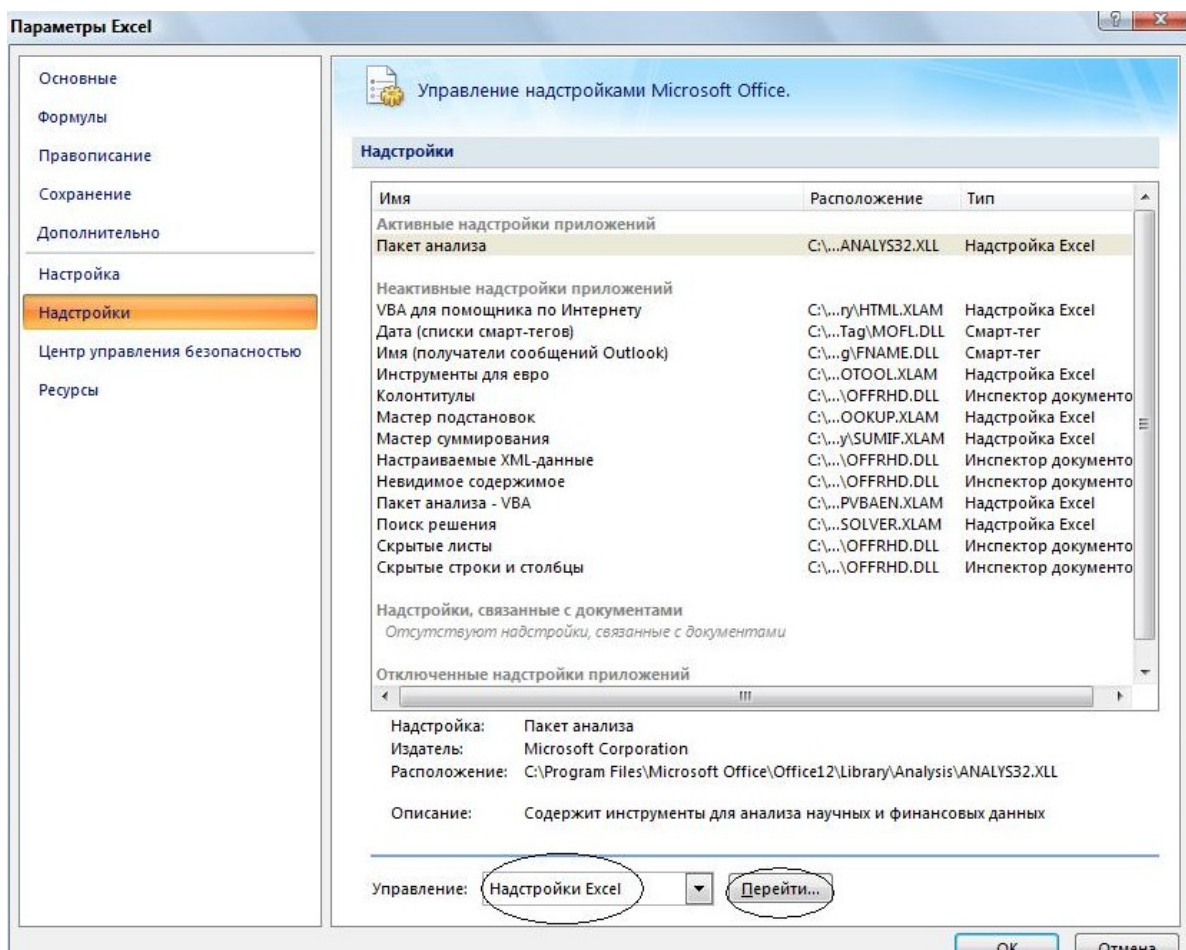 Параметры Excel
Основные
Формулы
Правописание
Сохранение
Дополнительно
Настройка
Надстройки
Центр управления безопасностью
Ресурсы
Управление надстройками Microsoft Office.
Надстройки
Имя Расположение Тип
Активные надстройки приложений
Пакет анализа C:\...ANALYS32.XLL Надстройка Excel
Неактивные надстройки приложений
VBA для помощника по Интернету C:\...ry\HTML.XLAM Надстройка Excel
Дата (списки смарт-тегов) C:\...Tag\MOFL.DLL Смарт-тег
Имя (получатели сообщений Outlook) C:\...g\FNAME.DLL Смарт-тег
Инструменты для евро C:\...OTOOL.XLAM Надстройка Excel
Колонтитулы C:\...\OFFRHD.DLL Инспектор документо
Мастер подстановок C:\...OOKUP.XLAM Надстройка Excel
Мастер суммирования C:\...y\SUMIF.XLAM Надстройка Excel
Настраиваемые XML-данные C:\...\OFFRHD.DLL Инспектор документо
Невидимое содержимое C:\...\OFFRHD.DLL Инспектор документо
Пакет анализа - VBA C:\...PVBAEN.XLAM Надстройка Excel
Поиск решения C:\...SOLVER.XLAM Надстройка Excel
Скрытые листы C:\...\OFFRHD.DLL Инспектор документо
Скрытые строки и столбцы C:\...\OFFRHD.DLL Инспектор документо
Надстройки, связанные с документами
Отсутствуют надстройки, связанные с документами
Отключенные надстройки приложений
Надстройка: Пакет анализа
Издатель: Microsoft Corporation
Расположение: C:\Program Files\Microsoft Office\Office12\Library\Analysis\ANALYS32.XLL
Описание: Содержит инструменты для анализа научных и финансовых данных
Управление: Надстройки Excel Перейти...
ОК Отмена